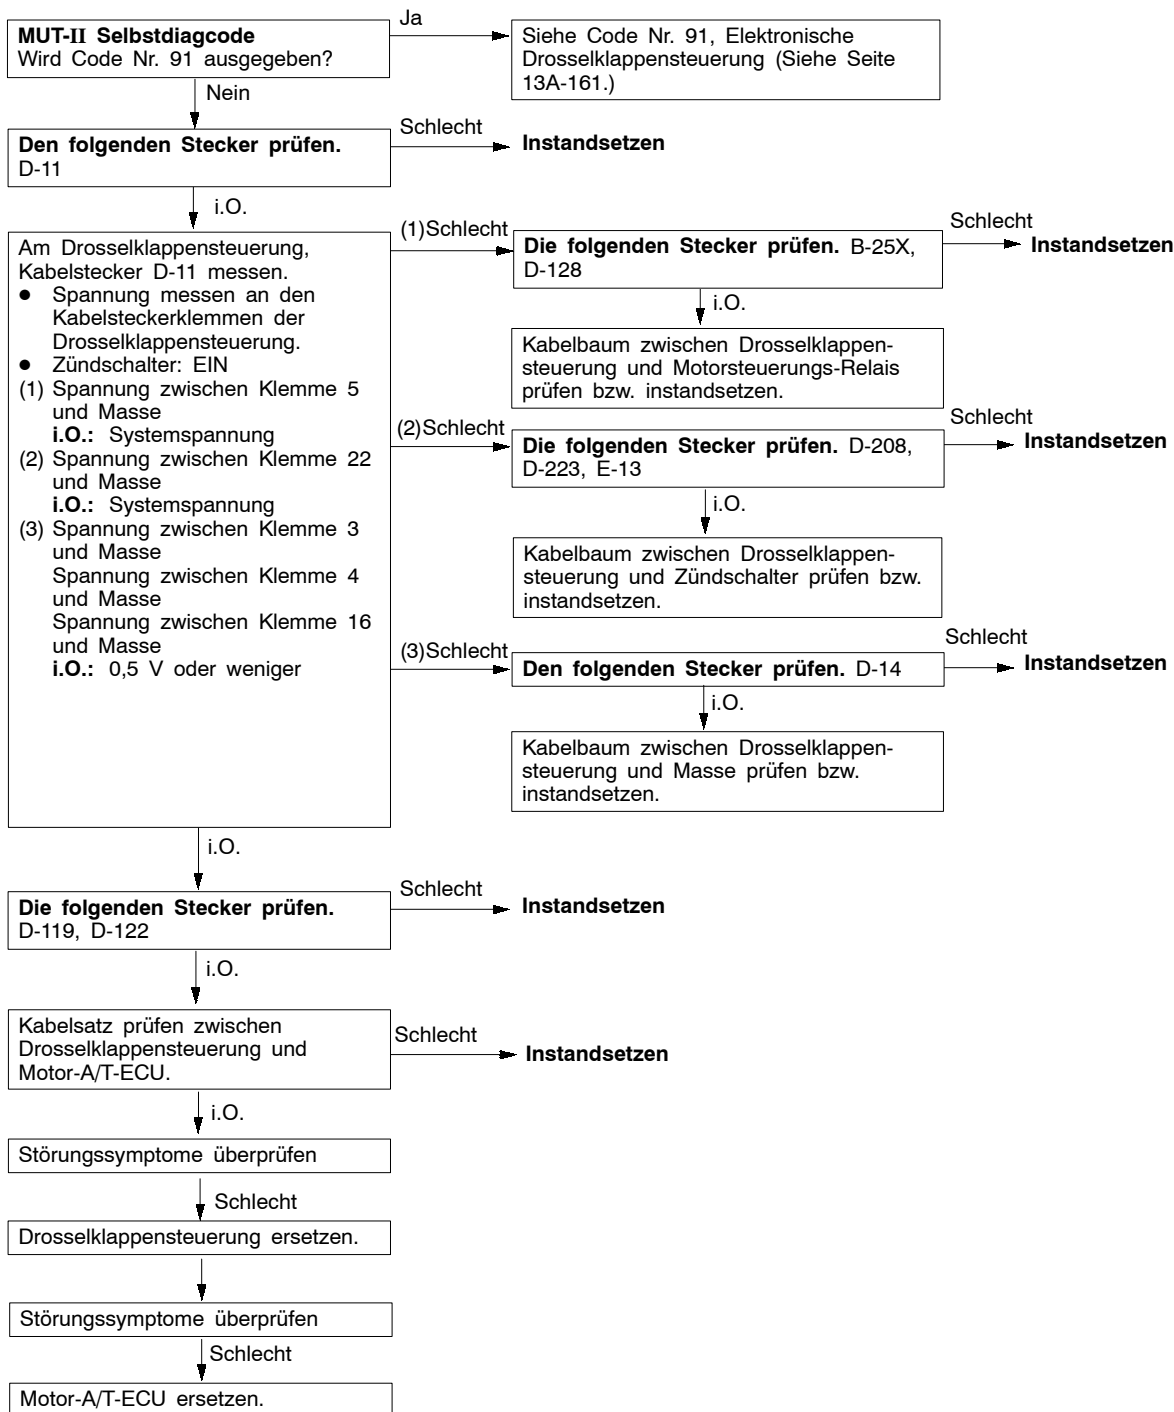 MUT-II Selbstdiagcode
Wird Code Nr. 91 ausgegeben?
Ja
Siehe Code Nr. 91, Elektronische
Drosselklappensteuerung (Siehe Seite
13A-161.)
Nein
Den folgenden Stecker prüfen.
D-11
Schlecht
Instandsetzen
i.O.
Am Drosselklappensteuerung,
Kabelstecker D-11 messen.
● Spannung messen an den
Kabelsteckerklemmen der
Drosselklappensteuerung.
● Zündschalter: EIN
(1) Spannung zwischen Klemme 5
und Masse
i.O.: Systemspannung
(2) Spannung zwischen Klemme 22
und Masse
i.O.: Systemspannung
(3) Spannung zwischen Klemme 3
und Masse
Spannung zwischen Klemme 4
und Masse
Spannung zwischen Klemme 16
und Masse
i.O.: 0,5 V oder weniger
(1)Schlecht
Die folgenden Stecker prüfen. B-25X,
D-128
Schlecht
Instandsetzen
i.O.
Kabelbaum zwischen Drosselklappen-
steuerung und Motorsteuerungs-Relais
prüfen bzw. instandsetzen.
(2)Schlecht
Die folgenden Stecker prüfen. D-208,
D-223, E-13
Schlecht
Instandsetzen
i.O.
Kabelbaum zwischen Drosselklappen-
steuerung und Zündschalter prüfen bzw.
instandsetzen.
(3)Schlecht
Den folgenden Stecker prüfen. D-14
Schlecht
Instandsetzen
i.O.
Kabelbaum zwischen Drosselklappen-
steuerung und Masse prüfen bzw.
instandsetzen.
i.O.
Die folgenden Stecker prüfen.
D-119, D-122
Schlecht
Instandsetzen
i.O.
Kabelsatz prüfen zwischen
Drosselklappensteuerung und
Motor-A/T-ECU.
Schlecht
Instandsetzen
i.O.
Störungssymptome überprüfen
Schlecht
Drosselklappensteuerung ersetzen.
Störungssymptome überprüfen
Schlecht
Motor-A/T-ECU ersetzen.